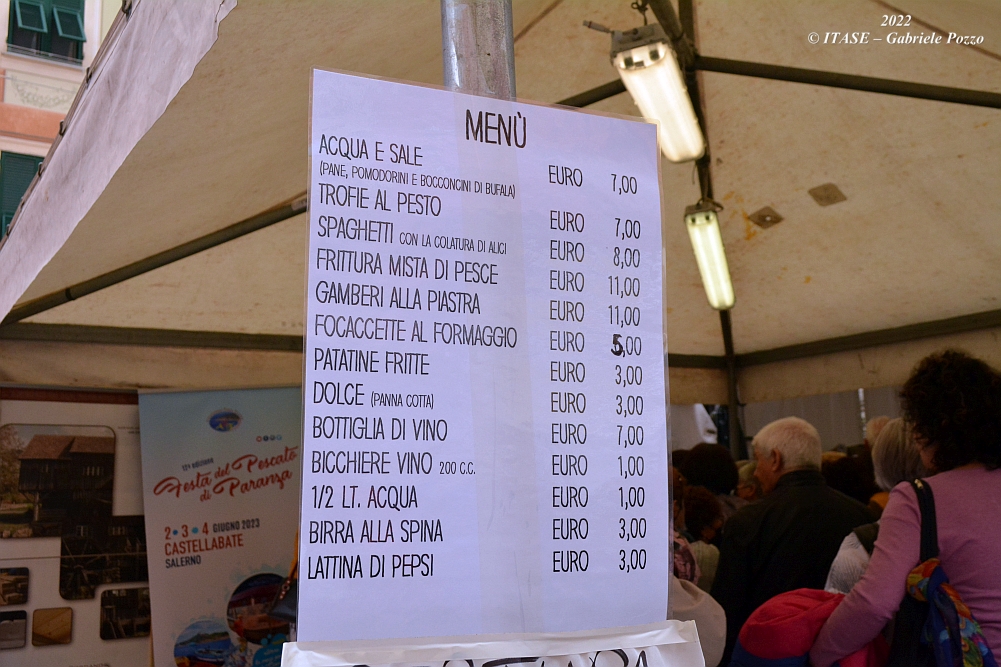 2022
© ITASE – Gabriele Pozzo
MENÙ
ACQUA E SALE
(PANE, POMODORINI E BOCCONCINI DI BUFALA) EURO 7,00
TROFIE AL PESTO EURO 7,00
SPAGHETTI CON LA COLATURA DI ALICI EURO 8,00
FRITTURA MISTA DI PESCE EURO 11,00
GAMBERI ALLA PIASTRA EURO 11,00
FOCACCETTE AL FORMAGGIO EURO 5,00
PATATINE FRITTE EURO 3,00
DOLCE (PANNA COTTA) EURO 3,00
BOTTIGLIA DI VINO EURO 7,00
BICCHIERE VINO 200 C.C. EURO 1,00
1/2 LT. ACQUA EURO 1,00
BIRRA ALLA SPINA EURO 3,00
LATTINA DI PEPSI EURO 3,00
Festa del Pescato
di Paranza
2•3•4 GIUGNO 2023
CASTELLABATE
SALERNO